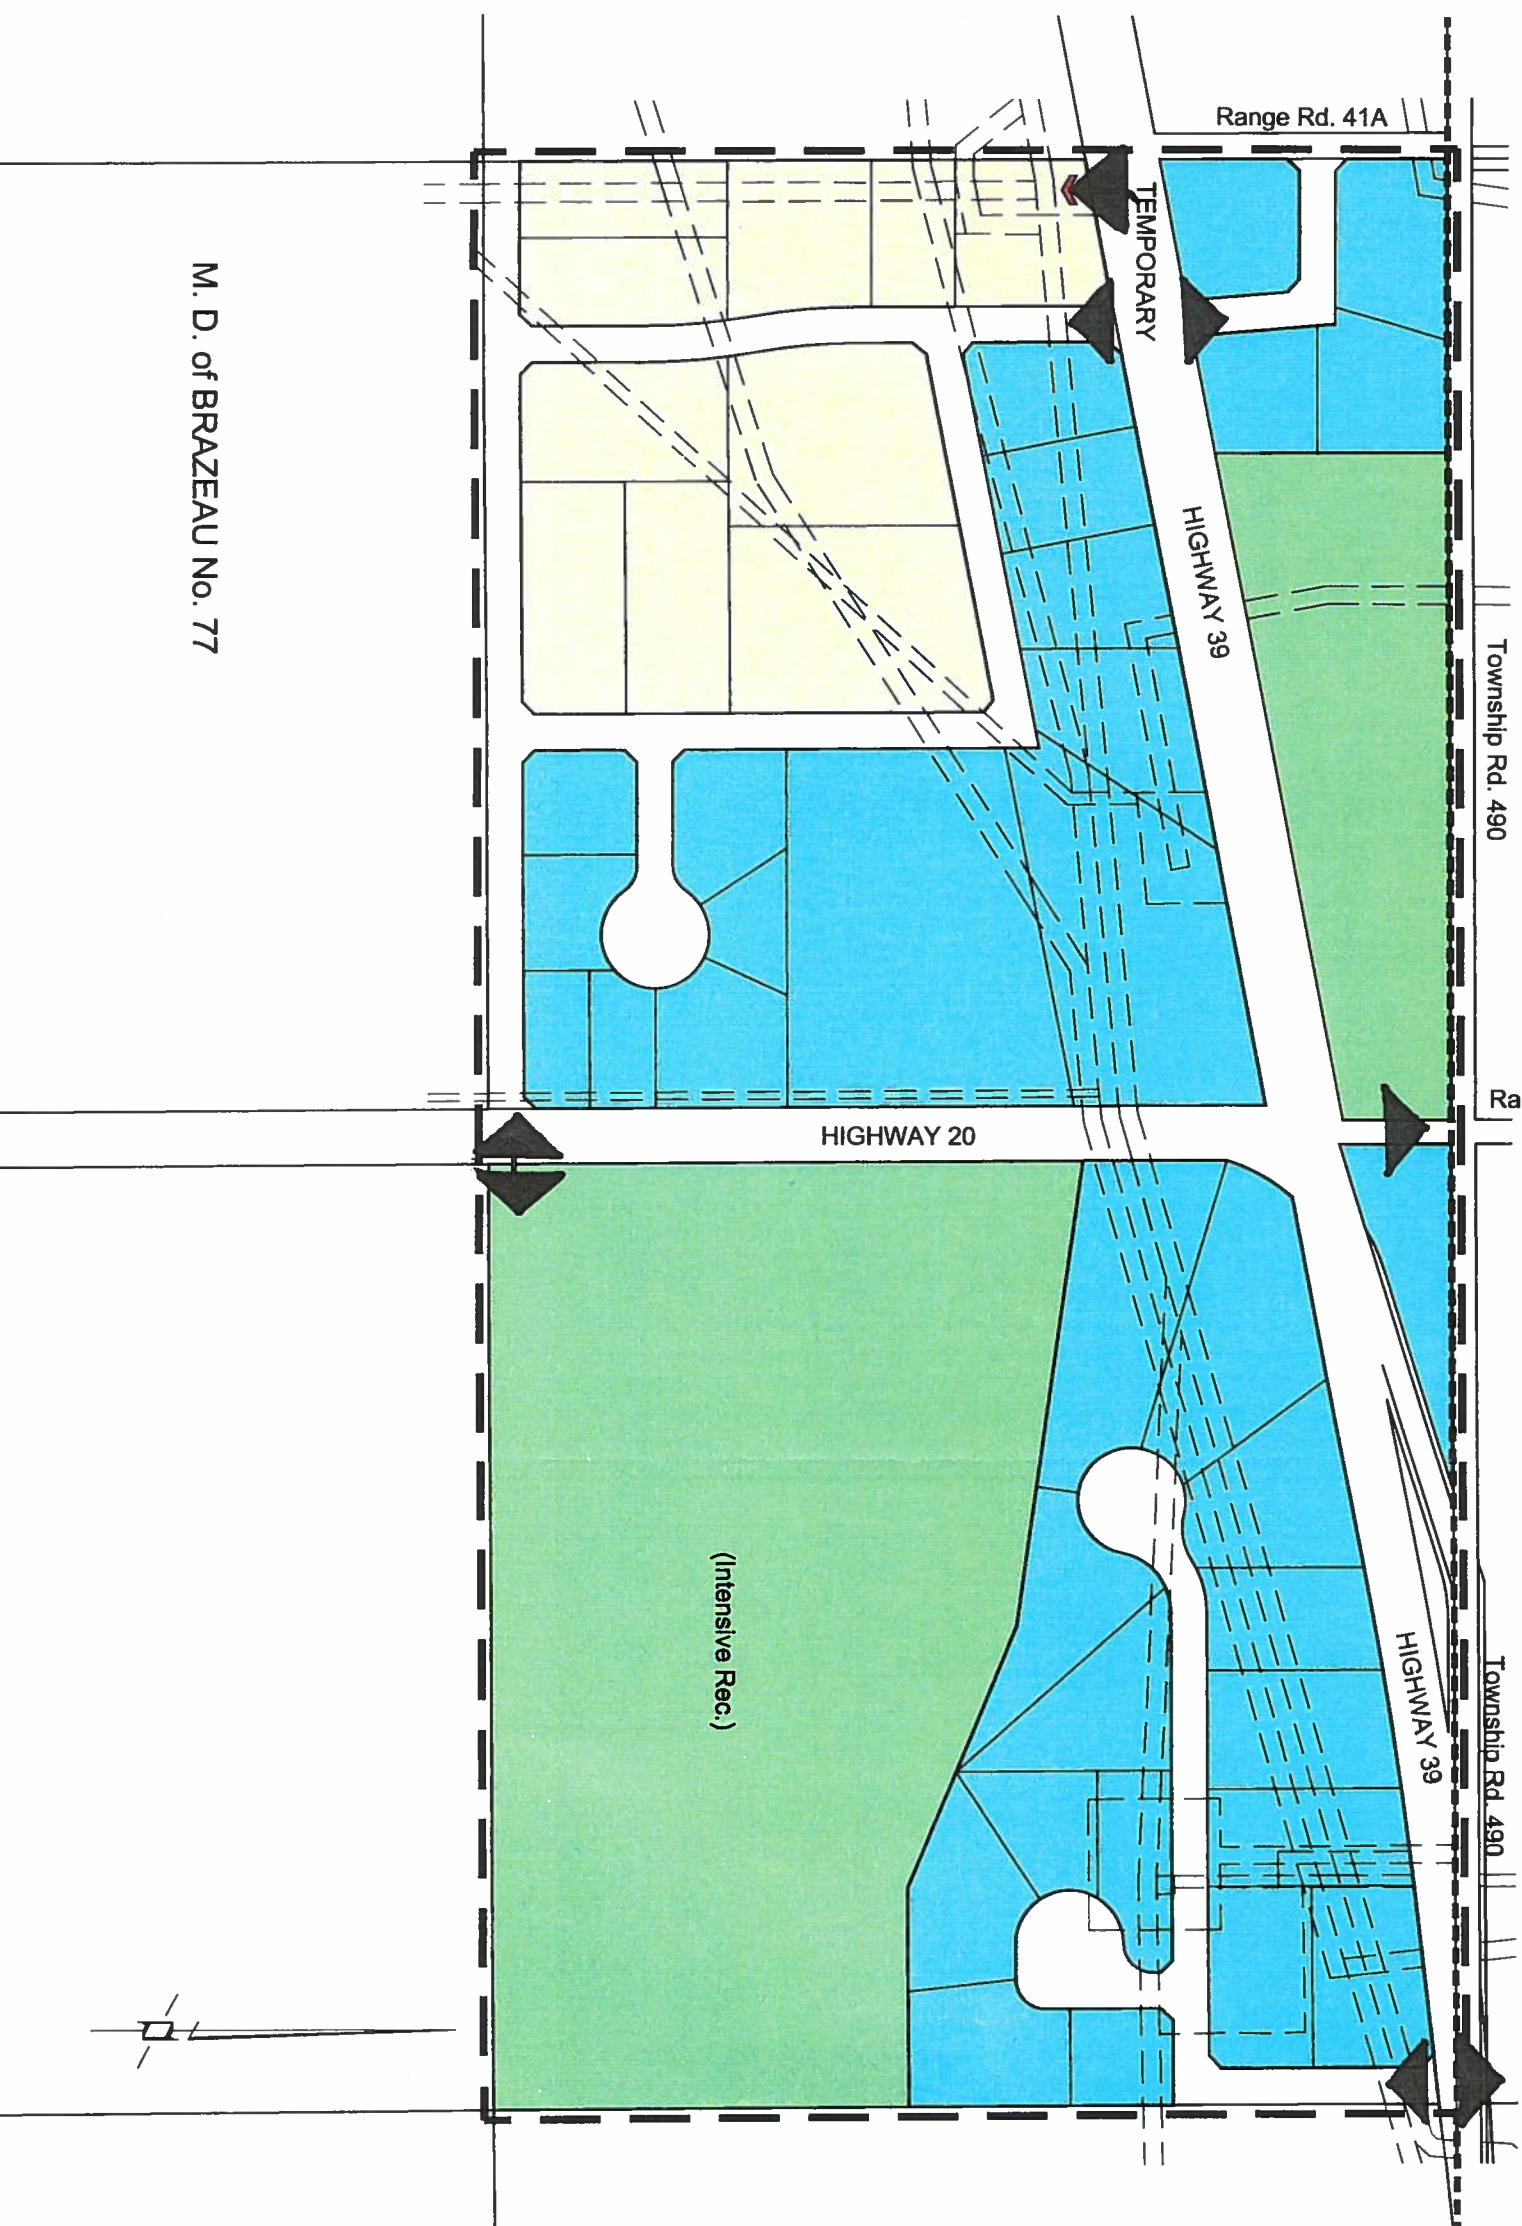 Range Rd. 41A
TEMPORARY
HIGHWAY 39
Township Rd. 490
M. D. of BRAZEAU No. 77
Ra
HIGHWAY 20
(Intensive Rec.)
HIGHWAY 39
Township Rd. 490